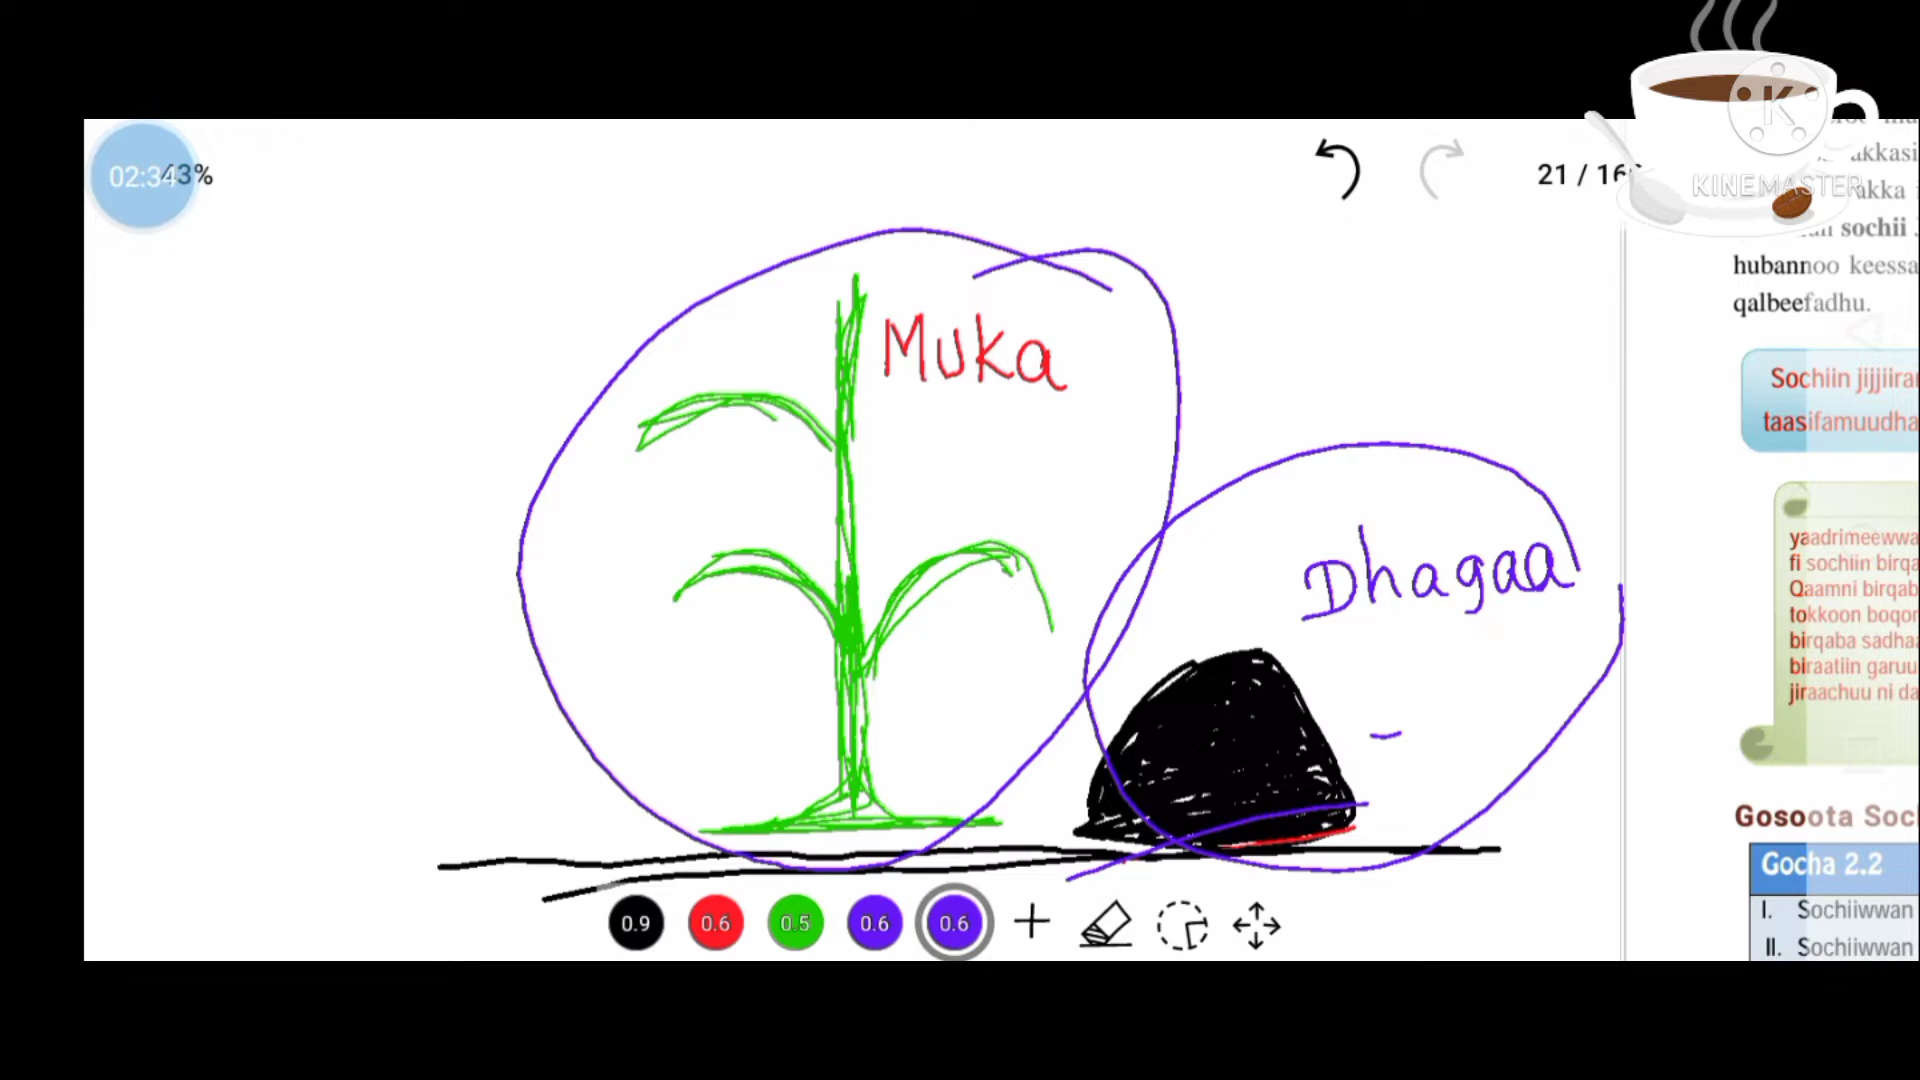 02:34
43%
21 / 16
KINEMASTER
akkasi
akka
sochii
hubannoo keessa
qalbeefadhu.
Muka
Dhagaa
Sochiin jijjiira
taasifamuudha
yaadrimeewwa
fi sochiin birqa
Qaamni birqab
tokkoon boqor
birqaba sadha
biraatiin garuu
jiraachuu ni da
Gosoota Soc
Gocha 2.2
I. Sochiiwwan
II. Sochiiwwan
0.9 0.6 0.5 0.6 0.6